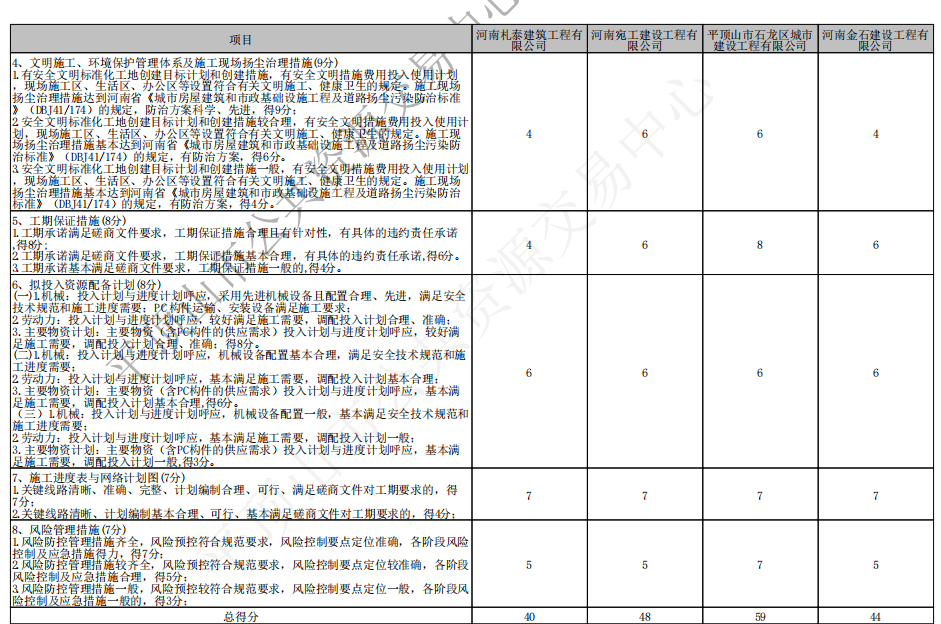 项目
河南札泰建筑工程有限公司
河南宛工建设工程有限公司
平顶山市石龙区城市建设工程有限公司
河南金石建设工程有限公司
4、文明施工、环境保护管理体系及施工现场扬尘治理措施(9分)
1.有安全文明标准化工地创建目标计划和创建措施，有安全文明措施费用投入使用计划
，现场施工区、生活区、办公区等设置符合有关文明施工、健康卫生的规定。施工现场
扬尘治理措施达到河南省《城市房屋建筑和市政基础设施工程及道路扬尘污染防治标准
》（DBJ41/174）的规定，防治方案科学、先进，得9分；
2.安全文明标准化工地创建目标计划和创建措施较合理，有安全文明措施费用投入使用计
划，现场施工区、生活区、办公区等设置符合有关文明施工、健康卫生的规定。施工现
场扬尘治理措施基本达到河南省《城市房屋建筑和市政基础设施工程及道路扬尘污染防
治标准》（DBJ41/174）的规定，有防治方案，得6分。
3.安全文明标准化工地创建目标计划和创建措施一般，有安全文明措施费用投入使用计划
，现场施工区、生活区、办公区等设置符合有关文明施工、健康卫生的规定。施工现场
扬尘治理措施基本达到河南省《城市房屋建筑和市政基础设施工程及道路扬尘污染防治
标准》（DBJ41/174）的规定，有防治方案，得4分。
4
6
6
4
5、工期保证措施(8分)
1.工期承诺满足磋商文件要求，工期保证措施合理且有针对性，有具体的违约责任承诺
,得8分；
2.工期承诺满足磋商文件要求，工期保证措施基本合理，有具体的违约责任承诺,得6分。
3.工期承诺基本满足磋商文件要求，工期保证措施一般的,得4分。
4
6
8
6
6、拟投入资源配备计划(8分)
(一)1.机械：投入计划与进度计划呼应，采用先进机械设备且配置合理、先进，满足安全
技术规范和施工进度需要；PC构件运输、安装设备满足施工要求；
2.劳动力：投入计划与进度计划呼应，较好满足施工需要，调配投入计划合理、准确；
3.主要物资计划：主要物资（含PC构件的供应需求）投入计划与进度计划呼应，较好满
足施工需要，调配投入计划合理、准确；得8分。
(二)1.机械：投入计划与进度计划呼应，机械设备配置基本合理，满足安全技术规范和施
工进度需要；
2.劳动力：投入计划与进度计划呼应，基本满足施工需要，调配投入计划基本合理；
3.主要物资计划：主要物资（含PC构件的供应需求）投入计划与进度计划呼应，基本满
足施工需要，调配投入计划基本合理,得6分。
（三）1.机械：投入计划与进度计划呼应，机械设备配置一般，基本满足安全技术规范和
施工进度需要；
2.劳动力：投入计划与进度计划呼应，基本满足施工需要，调配投入计划一般；
3.主要物资计划：主要物资（含PC构件的供应需求）投入计划与进度计划呼应，基本满
足施工需要，调配投入计划一般,得3分。
6
6
6
6
7、施工进度表与网络计划图(7分)
1.关键线路清晰、准确、完整、计划编制合理、可行、满足磋商文件对工期要求的，得
7分；
2.关键线路清晰、计划编制基本合理、可行、基本满足磋商文件对工期要求的，得4分；
7
7
7
7
8、风险管理措施(7分)
1.风险防控管理措施齐全，风险预控符合规范要求，风险控制要点定位准确，各阶段风险
控制及应急措施得力，得7分；
2.风险防控管理措施较齐全，风险预控符合规范要求，风险控制要点定位较准确，各阶段
风险控制及应急措施合理，得5分；
3.风险防控管理措施一般，风险预控较符合规范要求，风险控制要点定位一般，各阶段风
险控制及应急措施一般的，得3分；
5
5
7
5
总得分
40
48
59
44
平顶山市公共资源交易中心
平顶山市公共资源交易中心